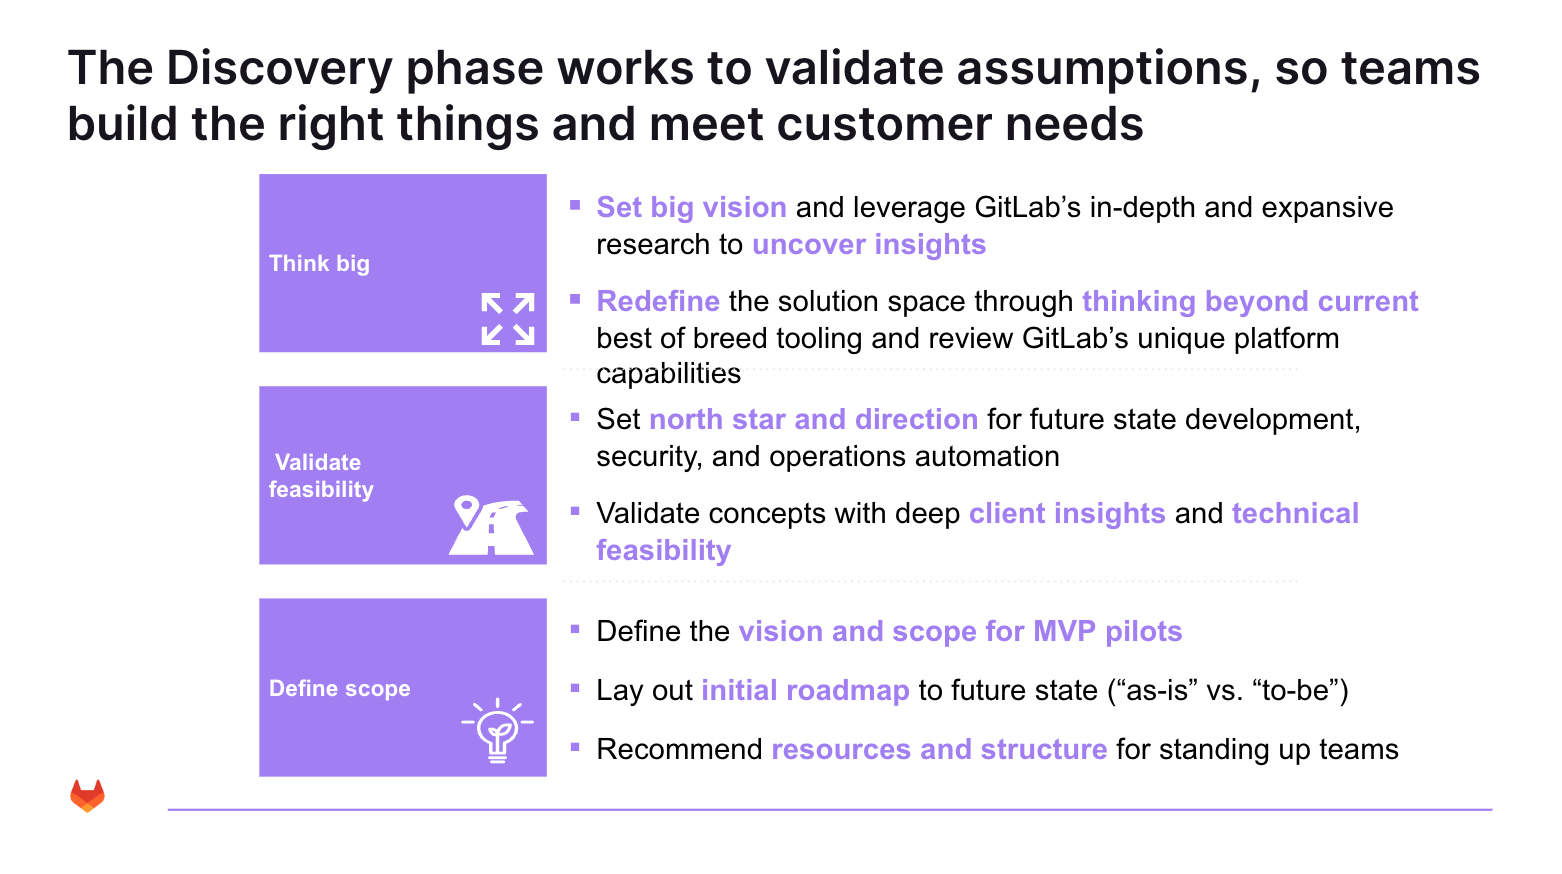 The Discovery phase works to validate assumptions, so teams
build the right things and meet customer needs
Think big
▪ Set big vision and leverage GitLab’s in-depth and expansive
research to uncover insights
▪ Redefine the solution space through thinking beyond current
best of breed tooling and review GitLab’s unique platform
capabilities
Validate
feasibility
▪ Set north star and direction for future state development,
security, and operations automation
▪ Validate concepts with deep client insights and technical
feasibility
Define scope
▪ Define the vision and scope for MVP pilots
▪ Lay out initial roadmap to future state (“as-is” vs. “to-be”)
▪ Recommend resources and structure for standing up teams